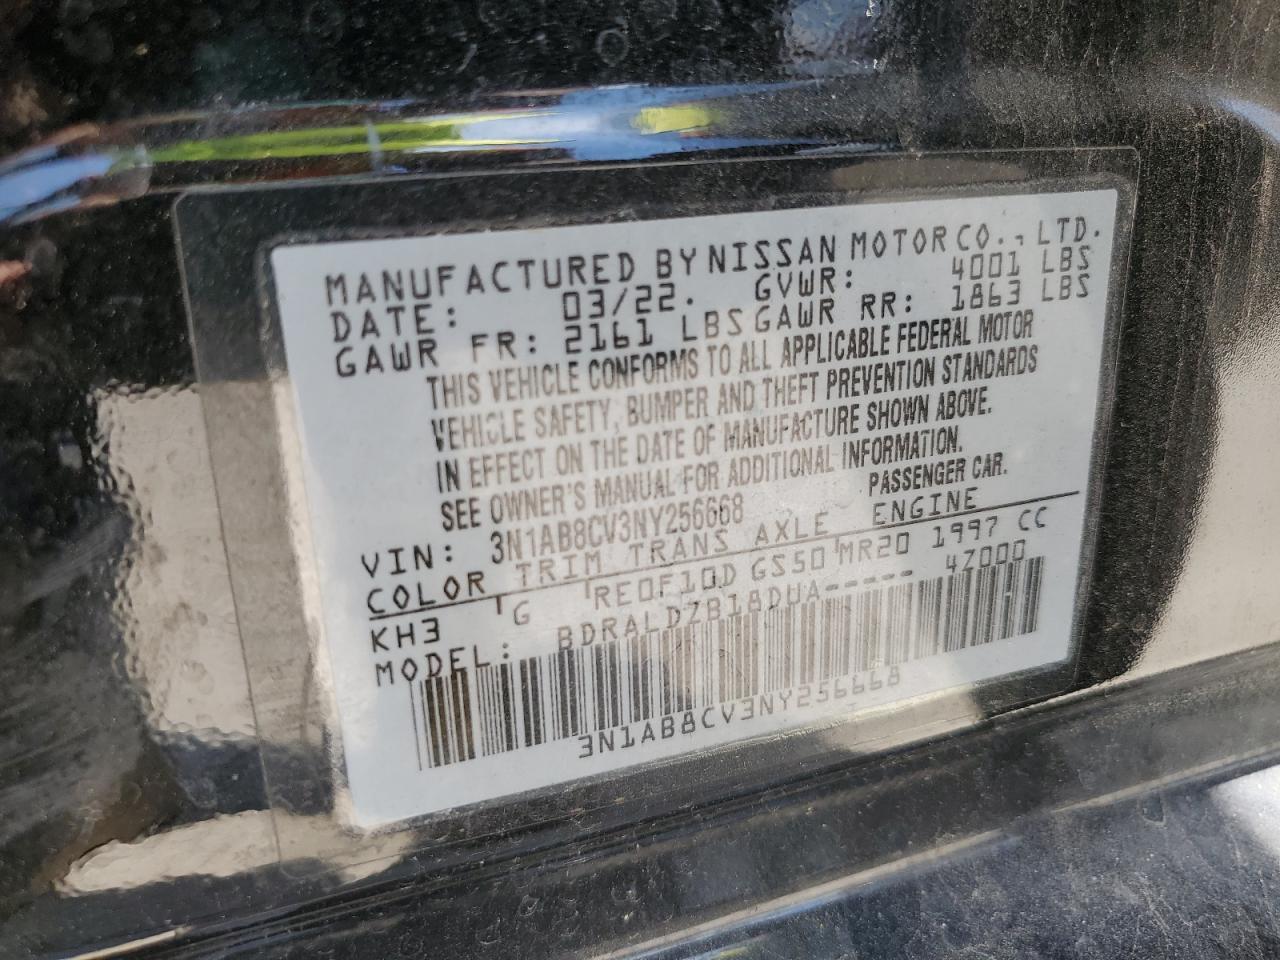 MANUFACTURED BY NISSAN MOTOR CO., LTD.
DATE: 03/22. GVWR: 4001 LBS
GAWR FR: 2161 LBS GAWR RR: 1863 LBS
THIS VEHICLE CONFORMS TO ALL APPLICABLE FEDERAL MOTOR
VEHICLE SAFETY, BUMPER AND THEFT PREVENTION STANDARDS
IN EFFECT ON THE DATE OF MANUFACTURE SHOWN ABOVE.
SEE OWNER'S MANUAL FOR ADDITIONAL INFORMATION.
PASSENGER CAR.
VIN: 3N1AB8CV3NY256668
COLOR TRIM TRANS AXLE ENGINE
KH3 G RE0F10D GS50 MR20 1997 CC
MODEL: BDRALDZB18DUA----- 47000
3N1AB8CV3NY256668